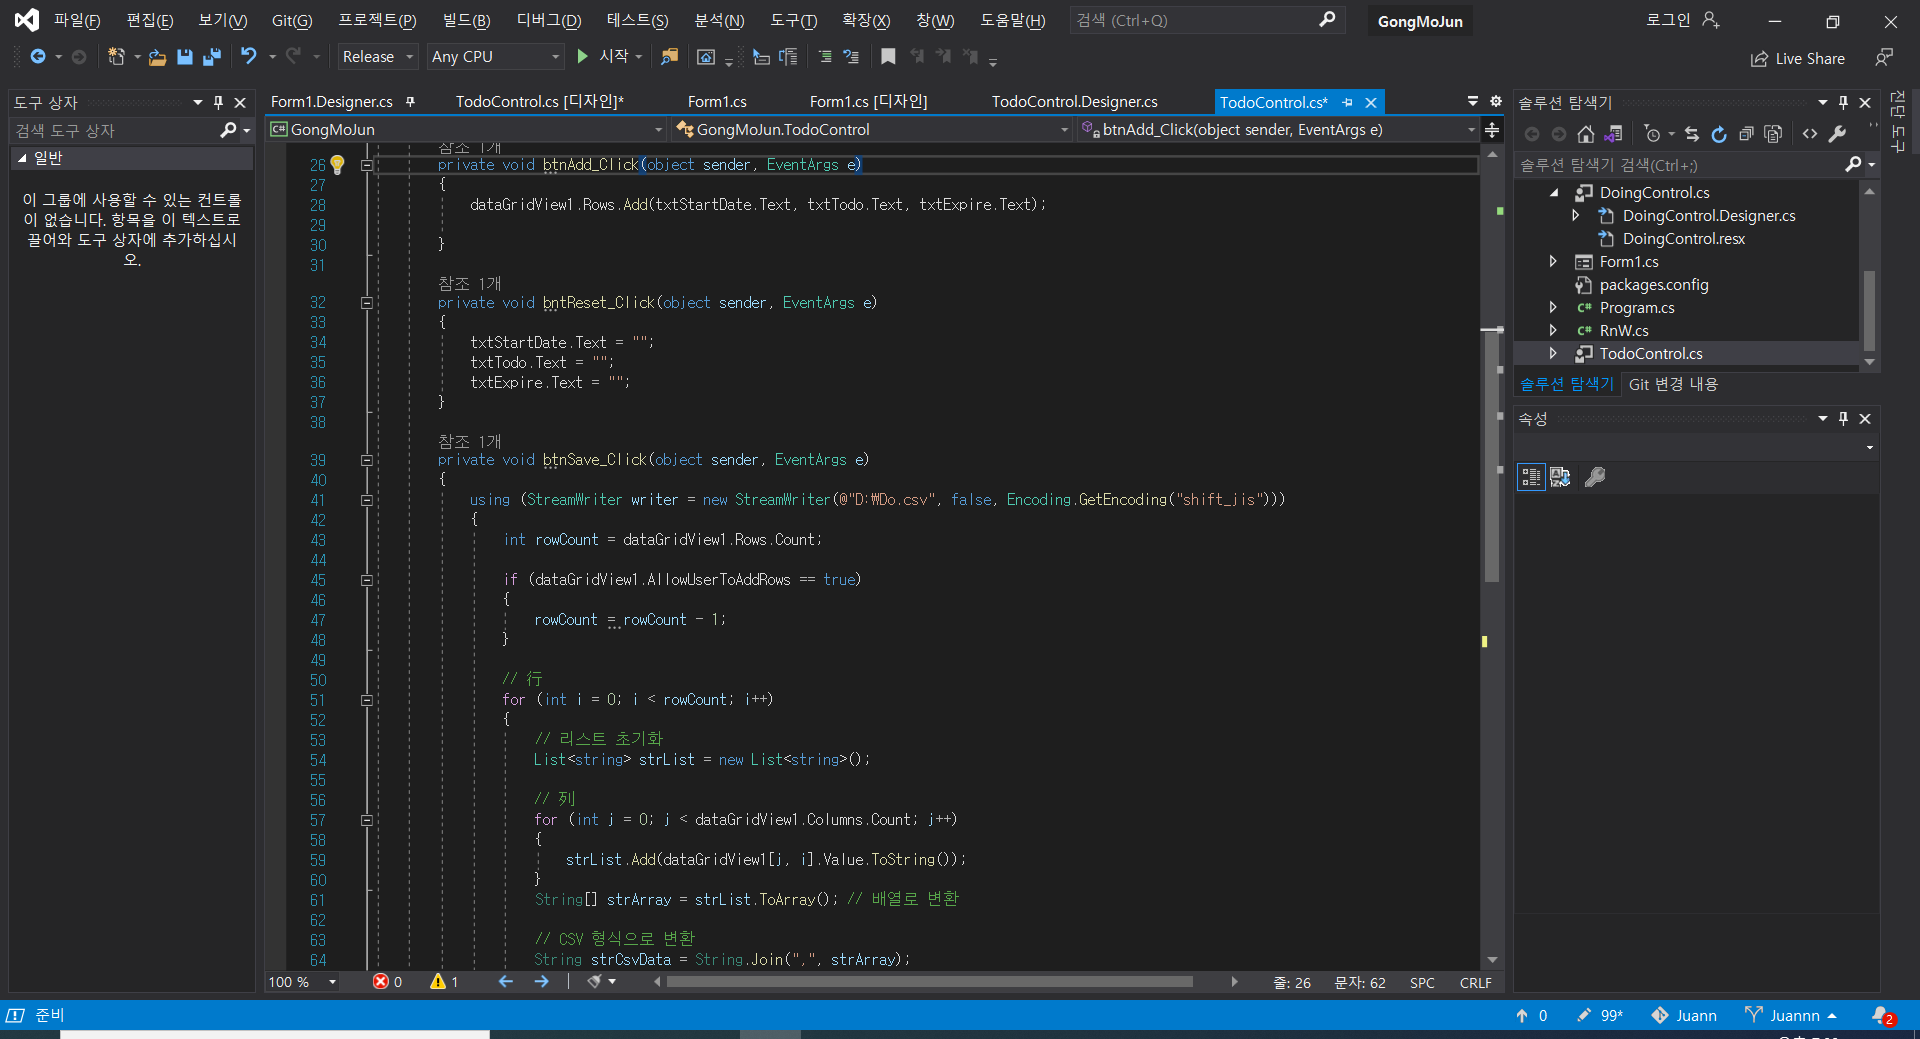 파일(F) 편집(E) 보기(V) Git(G) 프로젝트(P) 빌드(B) 디버그(D) 테스트(S) 분석(N) 도구(T) 확장(X) 창(W) 도움말(H) 검색 (Ctrl+Q) GongMoJun 로그인
Release Any CPU 시작 Live Share
도구 상자
검색 도구 상자
일반
이 그룹에 사용할 수 있는 컨트롤
이 없습니다. 항목을 이 텍스트로
끌어와 도구 상자에 추가하십시
오.
Form1.Designer.cs TodoControl.cs [디자인]* Form1.cs Form1.cs [디자인] TodoControl.Designer.cs TodoControl.cs*
GongMoJun GongMoJun.TodoControl btnAdd_Click(object sender, EventArgs e)
참조 1개
26 private void btnAdd_Click(object sender, EventArgs e)
27 {
28 dataGridView1.Rows.Add(txtStartDate.Text, txtTodo.Text, txtExpire.Text);
29
30 }
31
참조 1개
32 private void bntReset_Click(object sender, EventArgs e)
33 {
34 txtStartDate.Text = "";
35 txtTodo.Text = "";
36 txtExpire.Text = "";
37 }
38
참조 1개
39 private void btnSave_Click(object sender, EventArgs e)
40 {
41 using (StreamWriter writer = new StreamWriter(@"D:₩Do.csv", false, Encoding.GetEncoding("shift_jis")))
42 {
43 int rowCount = dataGridView1.Rows.Count;
44
45 if (dataGridView1.AllowUserToAddRows == true)
46 {
47 rowCount = rowCount - 1;
48 }
49
50 // 行
51 for (int i = 0; i < rowCount; i++)
52 {
53 // 리스트 초기화
54 List<string> strList = new List<string>();
55
56 // 列
57 for (int j = 0; j < dataGridView1.Columns.Count; j++)
58 {
59 strList.Add(dataGridView1[j, i].Value.ToString());
60 }
61 String[] strArray = strList.ToArray(); // 배열로 변환
62
63 // CSV 형식으로 변환
64 String strCsvData = String.Join(",", strArray);
100 % 0 1 줄: 26 문자: 62 SPC CRLF
솔루션 탐색기
솔루션 탐색기 검색(Ctrl+;)
DoingControl.cs
DoingControl.Designer.cs
DoingControl.resx
Form1.cs
packages.config
Program.cs
RnW.cs
TodoControl.cs
솔루션 탐색기 Git 변경 내용
속성
진단 도구
준비 0 99* Juann Juannn 2